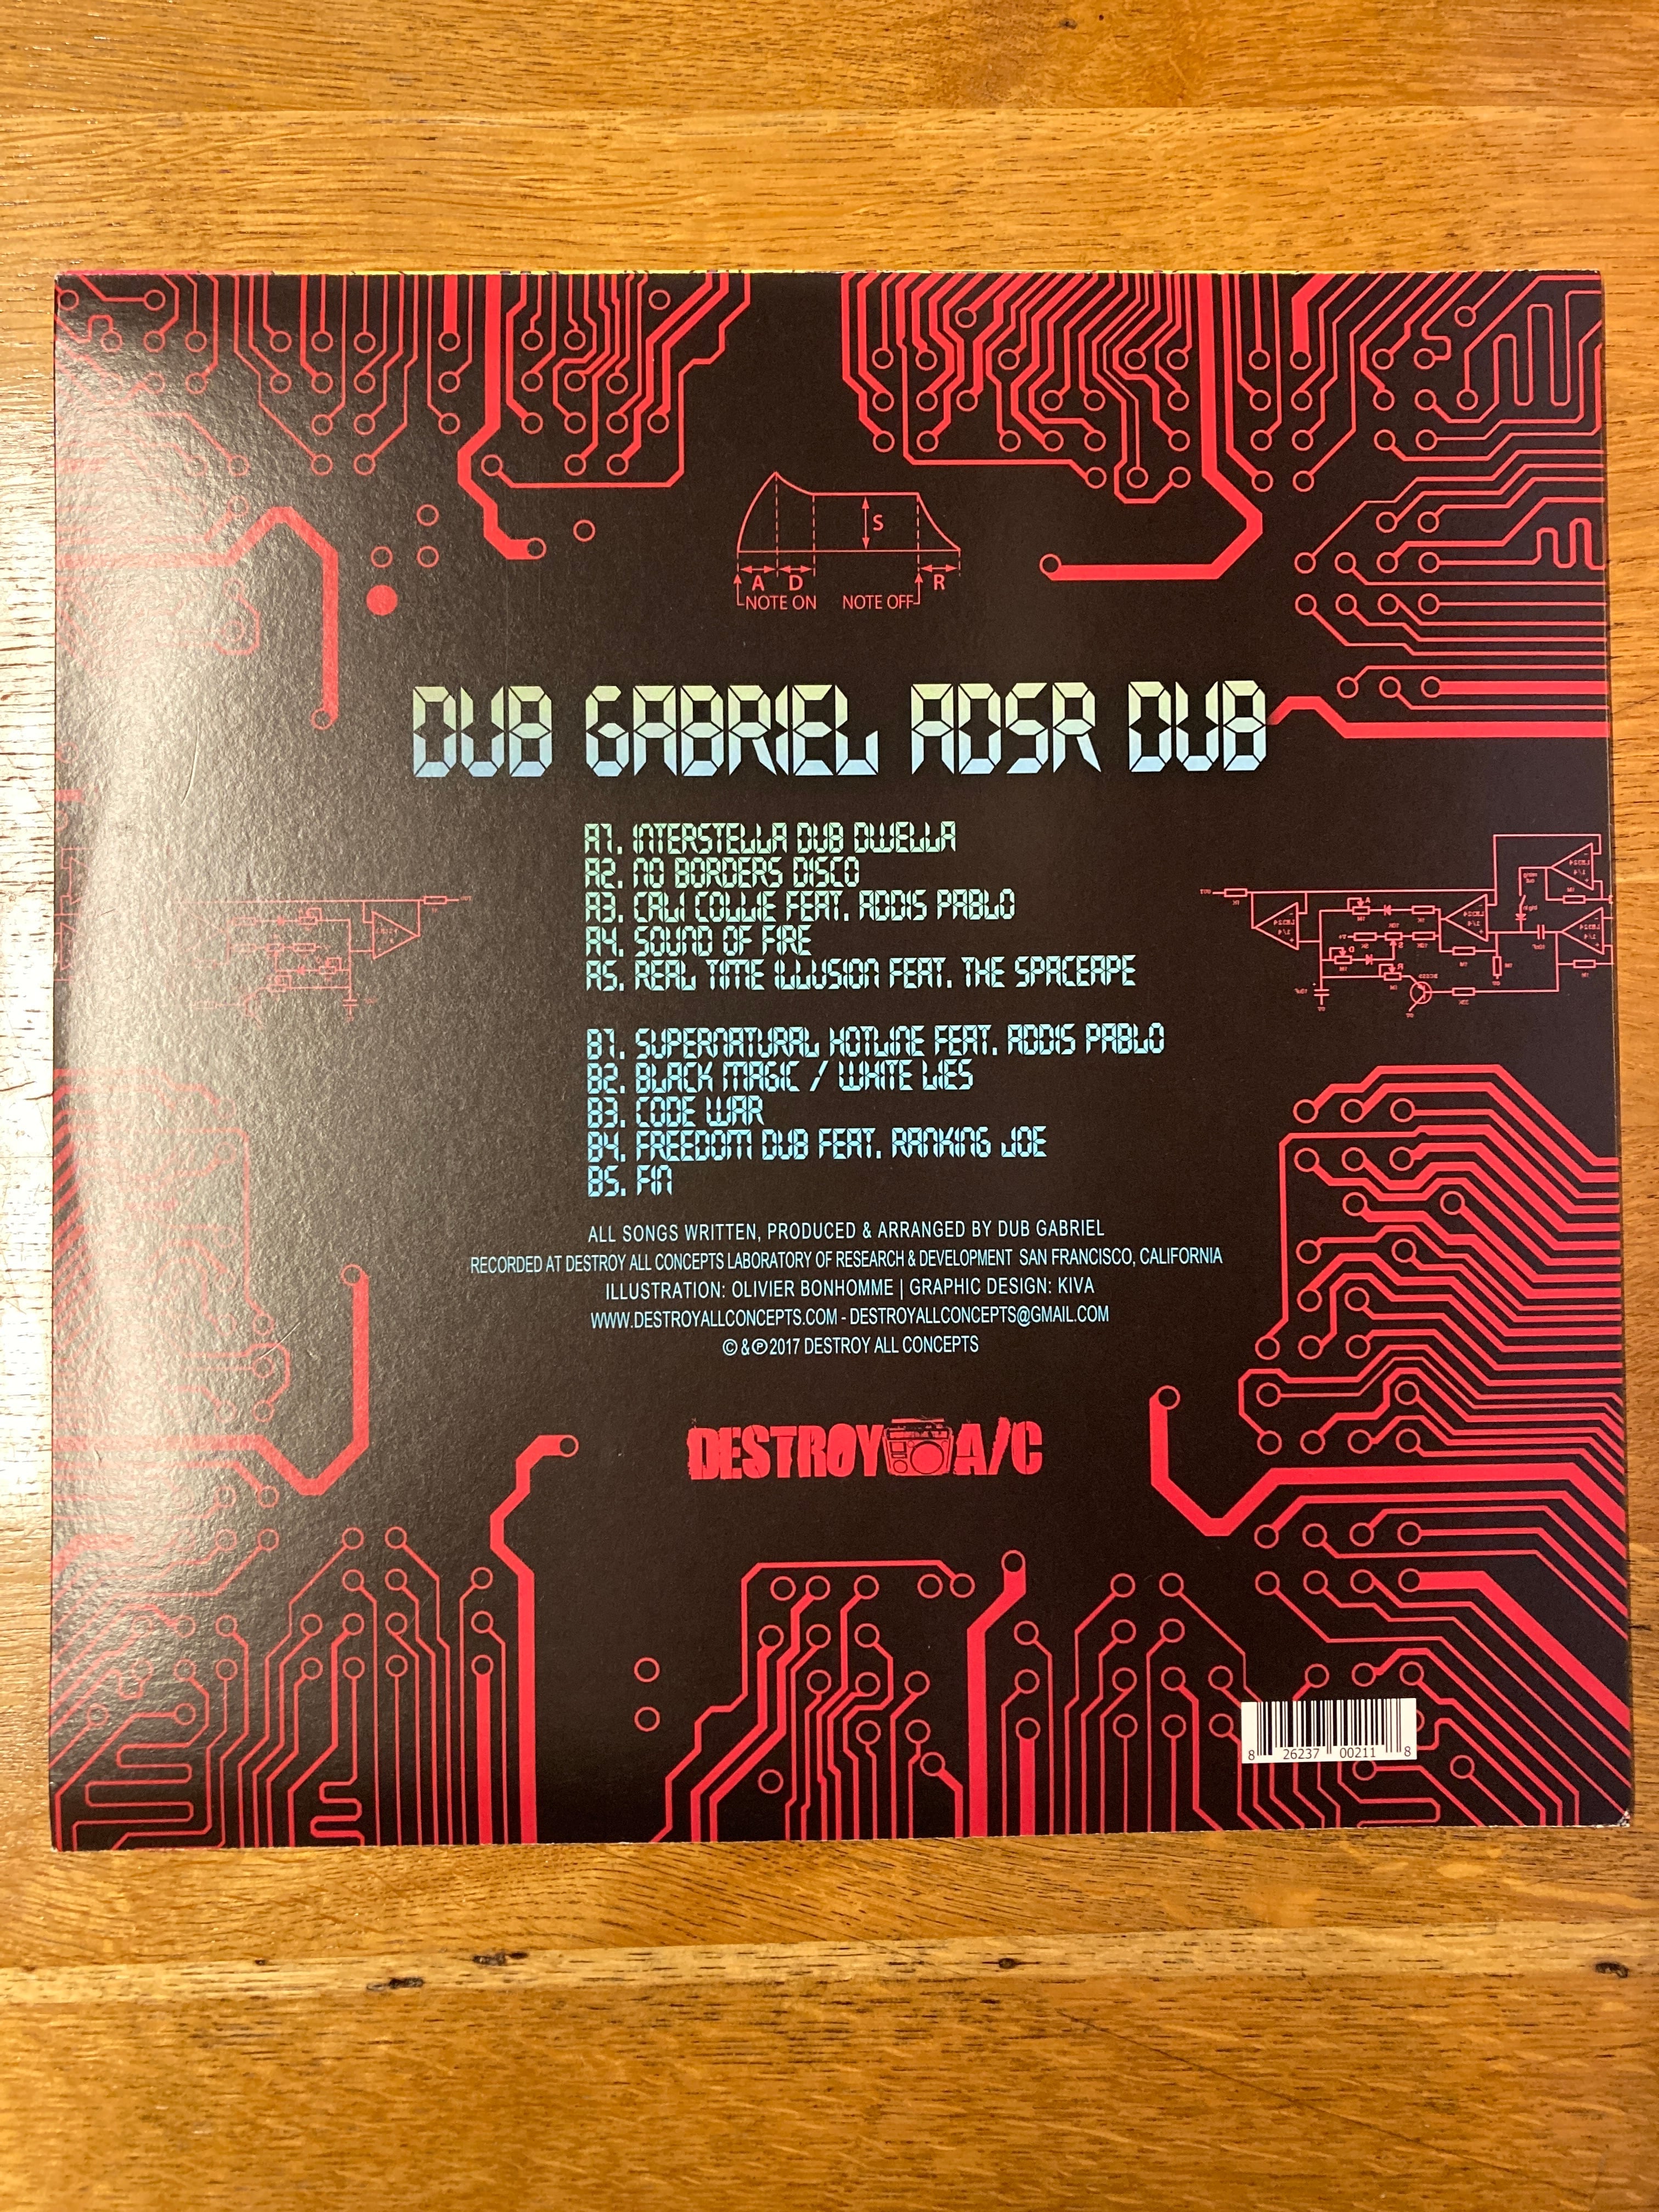 S
A D R
NOTE ON NOTE OFF
DUB GABRIEL ADSR DUB
A1. INTERSTELLA DUB DWELLA
A2. NO BORDERS DISCO
A3. CALI COLLIE FEAT. ADDIS PABLO
A4. SOUND OF FIRE
A5. REAL TIME ILLUSION FEAT. THE SPACEAPE
B1. SUPERNATURAL HOTLINE FEAT. ADDIS PABLO
B2. BLACK MAGIC / WHITE LIES
B3. CODE WAR
B4. FREEDOM DUB FEAT. RANKING JOE
B5. FIN
ALL SONGS WRITTEN, PRODUCED & ARRANGED BY DUB GABRIEL
RECORDED AT DESTROY ALL CONCEPTS LABORATORY OF RESEARCH & DEVELOPMENT SAN FRANCISCO, CALIFORNIA
ILLUSTRATION: OLIVIER BONHOMME | GRAPHIC DESIGN: KIVA
WWW.DESTROYALLCONCEPTS.COM - DESTROYALLCONCEPTS@GMAIL.COM
© & ℗ 2017 DESTROY ALL CONCEPTS
DESTROY A/C
8 26237 00211 8